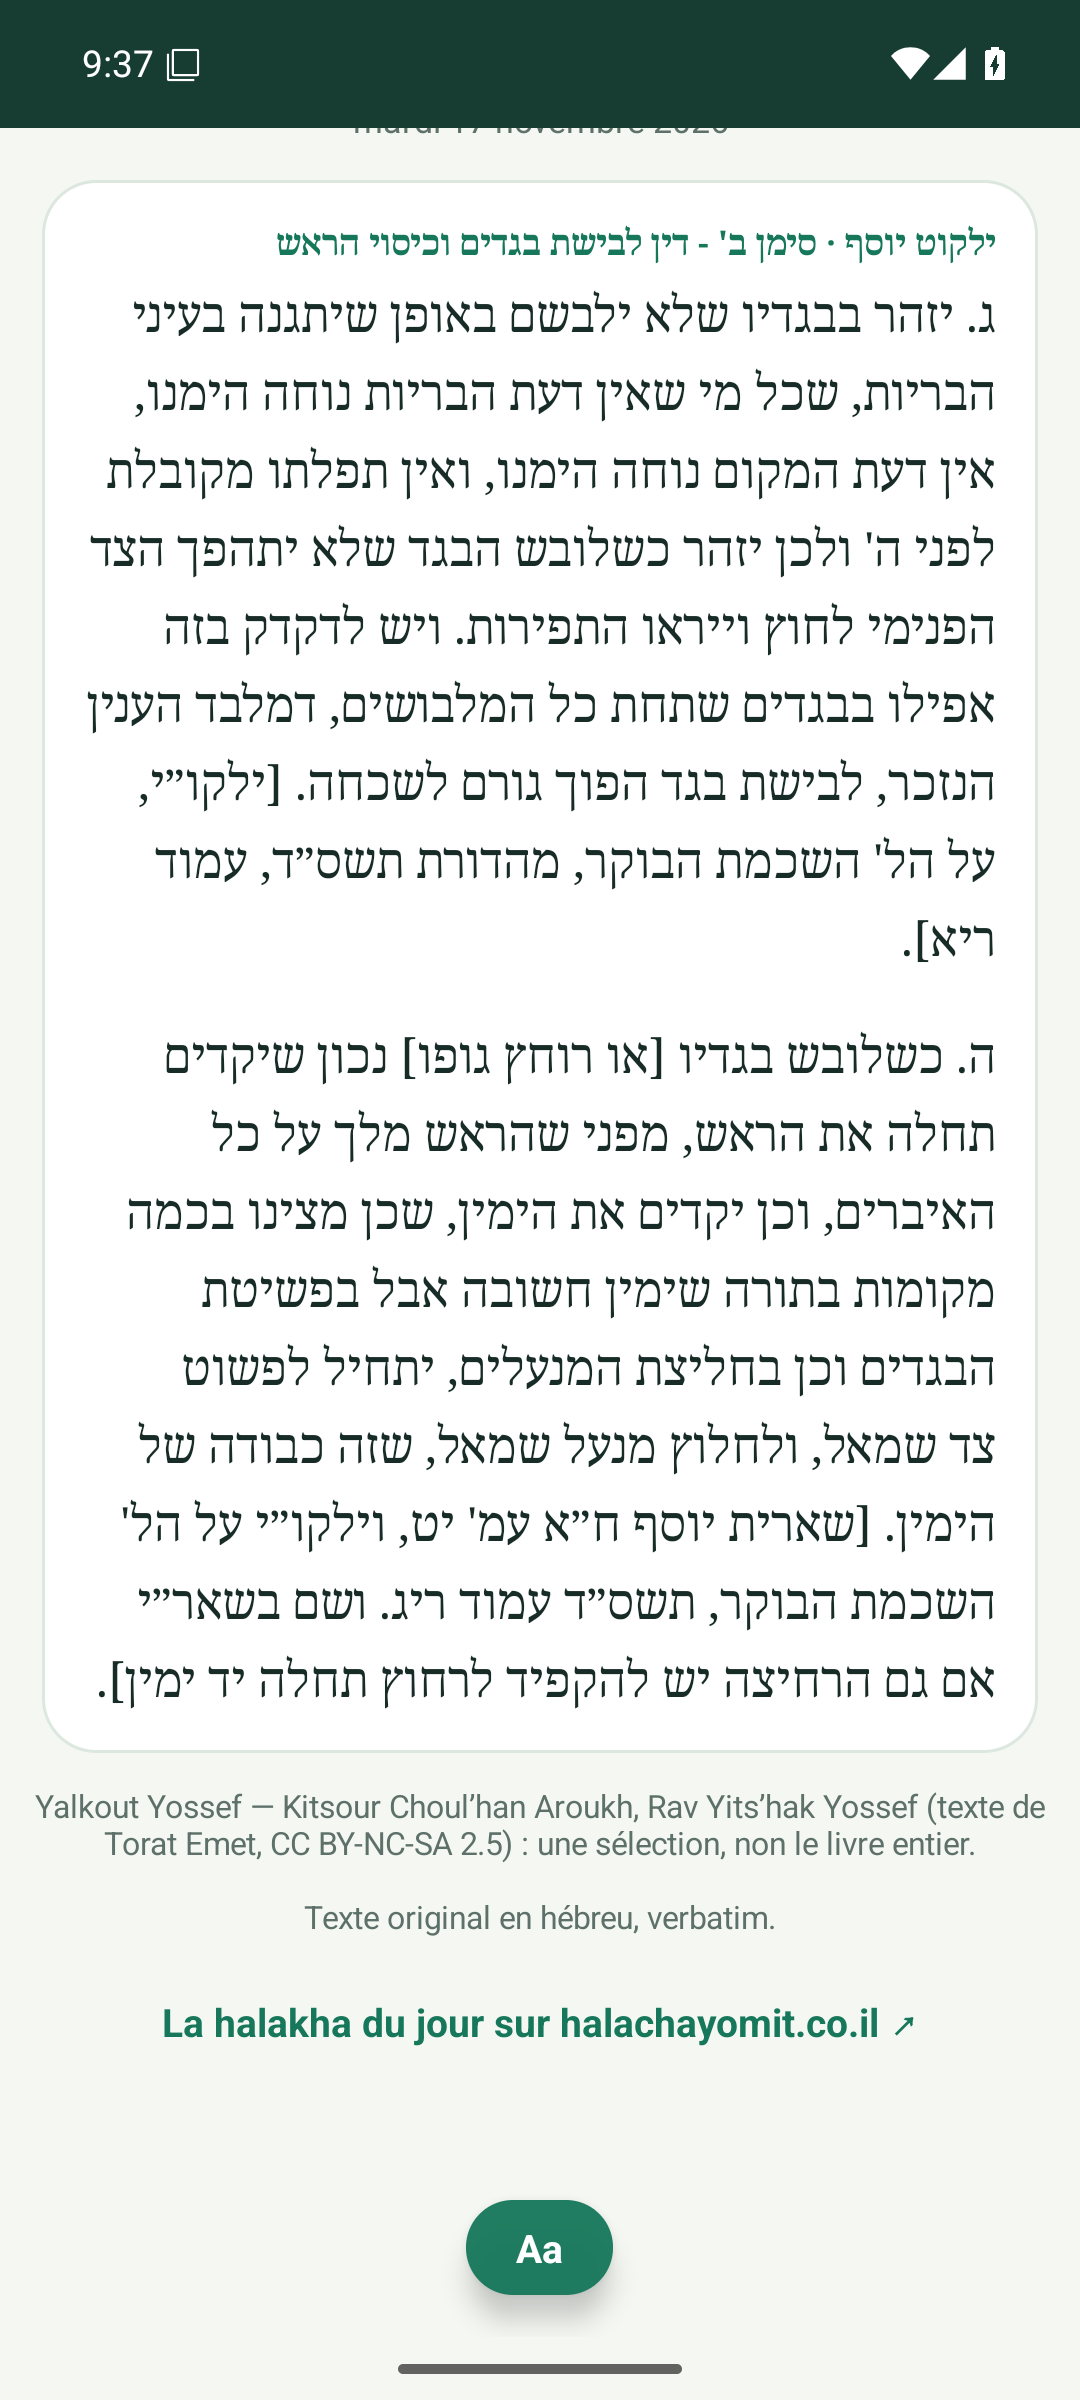 9:37
mardi 17 novembre 2026
ילקוט יוסף · סימן ב' - דין לבישת בגדים וכיסוי הראש
ג. יזהר בבגדיו שלא ילבשם באופן שיתגנה בעיני
הבריות, שכל מי שאין דעת הבריות נוחה הימנו,
אין דעת המקום נוחה הימנו, ואין תפלתו מקובלת
לפני ה' ולכן יזהר כשלובש הבגד שלא יתהפך הצד
הפנימי לחוץ וייראו התפירות. ויש לדקדק בזה
אפילו בבגדים שתחת כל המלבושים, דמלבד הענין
הנזכר, לבישת בגד הפוך גורם לשכחה. [ילקו״י,
על הל' השכמת הבוקר, מהדורת תשס״ד, עמוד
ריא].
ה. כשלובש בגדיו [או רוחץ גופו] נכון שיקדים
תחלה את הראש, מפני שהראש מלך על כל
האיברים, וכן יקדים את הימין, שכן מצינו בכמה
מקומות בתורה שימין חשובה אבל בפשיטת
הבגדים וכן בחליצת המנעלים, יתחיל לפשוט
צד שמאל, ולחלוץ מנעל שמאל, שזה כבודה של
הימין. [שארית יוסף ח״א עמ' יט, וילקו״י על הל'
השכמת הבוקר, תשס״ד עמוד ריג. ושם בשאר״י
אם גם הרחיצה יש להקפיד לרחוץ תחלה יד ימין].
Yalkout Yossef — Kitsour Choul’han Aroukh, Rav Yits’hak Yossef (texte de
Torat Emet, CC BY-NC-SA 2.5) : une sélection, non le livre entier.
Texte original en hébreu, verbatim.
La halakha du jour sur halachayomit.co.il ↗
Aa